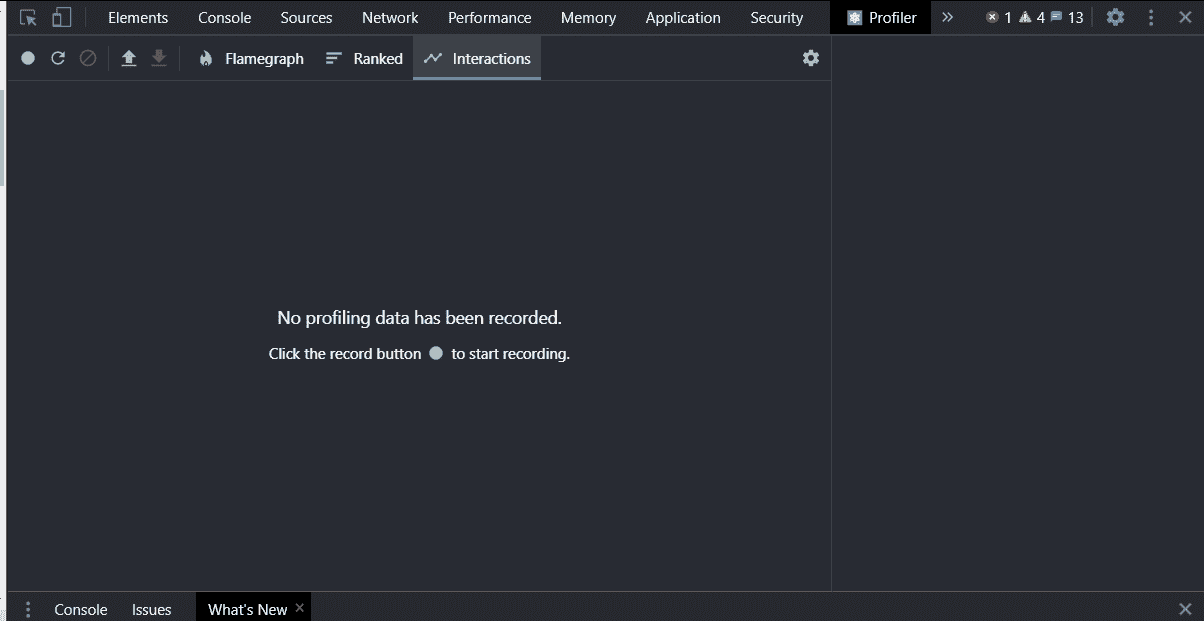 Elements Console Sources Network Performance Memory Application Security Profiler 1 4 13
Flamegraph Ranked Interactions
No profiling data has been recorded.
Click the record button to start recording.
Console Issues What's New